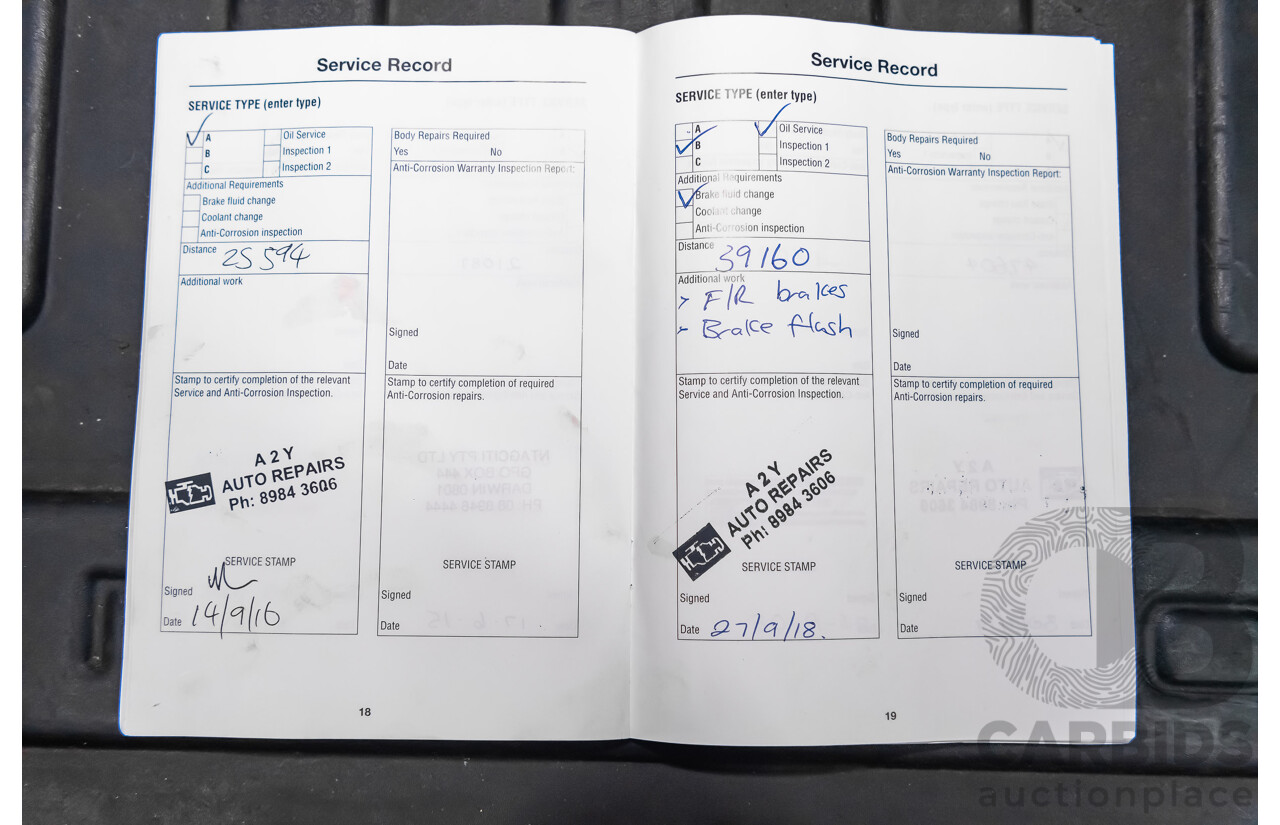 Service Record
SERVICE TYPE (enter type)
A
B
C
Oil Service
Inspection 1
Inspection 2
Additional Requirements
Brake fluid change
Coolant change
Anti-Corrosion inspection
Distance 25 594
Additional work
Stamp to certify completion of the relevant
Service and Anti-Corrosion Inspection.
A 2 Y
AUTO REPAIRS
Ph: 8984 3606
SERVICE STAMP
Signed
Date 14/9/16
Body Repairs Required
Yes No
Anti-Corrosion Warranty Inspection Report:
Signed
Date
Stamp to certify completion of required
Anti-Corrosion repairs.
SERVICE STAMP
Signed
Date
18
Service Record
SERVICE TYPE (enter type)
A
B
C
Oil Service
Inspection 1
Inspection 2
Additional Requirements
Brake fluid change
Coolant change
Anti-Corrosion inspection
Distance 39160
Additional work
> F/R brakes
> Brake flash
Stamp to certify completion of the relevant
Service and Anti-Corrosion Inspection.
A 2 Y
AUTO REPAIRS
Ph: 8984 3606
SERVICE STAMP
Signed
Date 27/9/18.
Body Repairs Required
Yes No
Anti-Corrosion Warranty Inspection Report:
Signed
Date
Stamp to certify completion of required
Anti-Corrosion repairs.
SERVICE STAMP
Signed
Date
19
CARBIDS
auctionplace